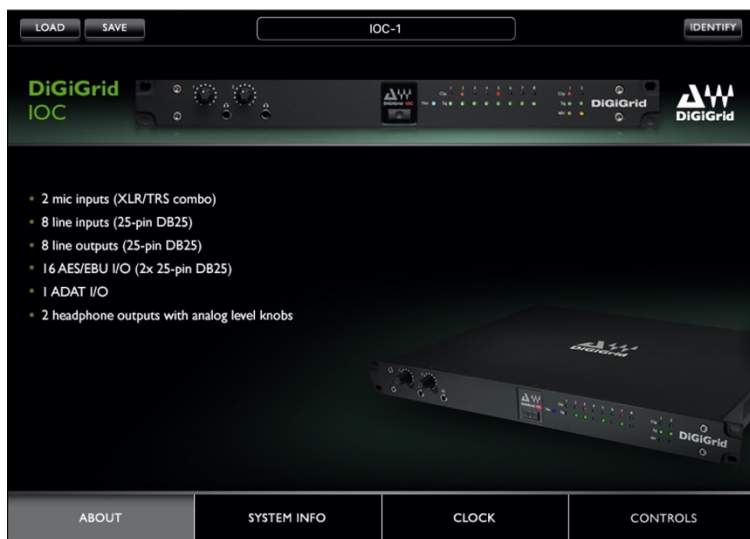 LOAD
SAVE
IOC-1
IDENTIFY
DiGiGrid
IOC
DiGiGrid
DiGiGrid
• 2 mic inputs (XLR/TRS combo)
• 8 line inputs (25-pin DB25)
• 8 line outputs (25-pin DB25)
• 16 AES/EBU I/O (2x 25-pin DB25)
• 1 ADAT I/O
• 2 headphone outputs with analog level knobs
DiGiGrid
DiGiGrid
ABOUT
SYSTEM INFO
CLOCK
CONTROLS